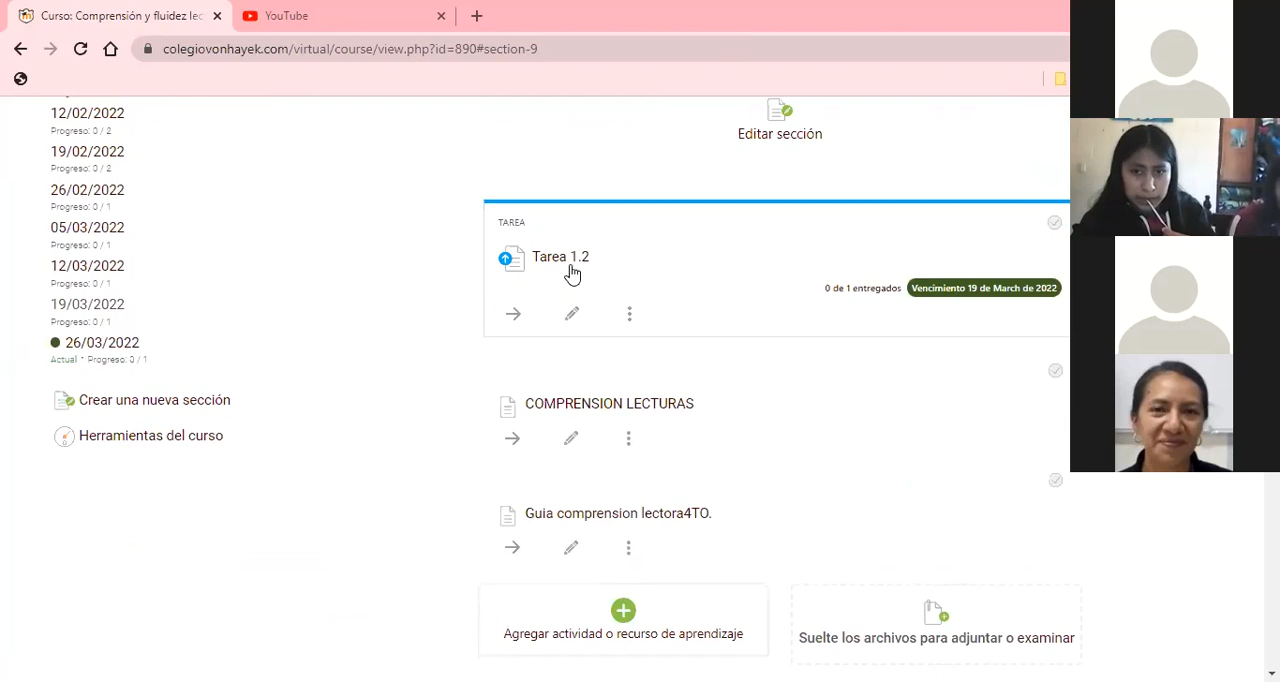 Curso: Comprensión y fluidez lec
YouTube
colegiovonhayek.com/virtual/course/view.php?id=890#section-9
12/02/2022
Progreso: 0 / 2
19/02/2022
Progreso: 0 / 2
26/02/2022
Progreso: 0 / 1
05/03/2022
Progreso: 0 / 1
12/03/2022
Progreso: 0 / 1
19/03/2022
Progreso: 0 / 1
26/03/2022
Actual * Progreso: 0 / 1
Crear una nueva sección
Herramientas del curso
Editar sección
TAREA
Tarea 1.2
0 de 1 entregados
Vencimiento 19 de March de 2022
COMPRENSION LECTURAS
Guia comprension lectora4TO.
Agregar actividad o recurso de aprendizaje
Suelte los archivos para adjuntar o examinar